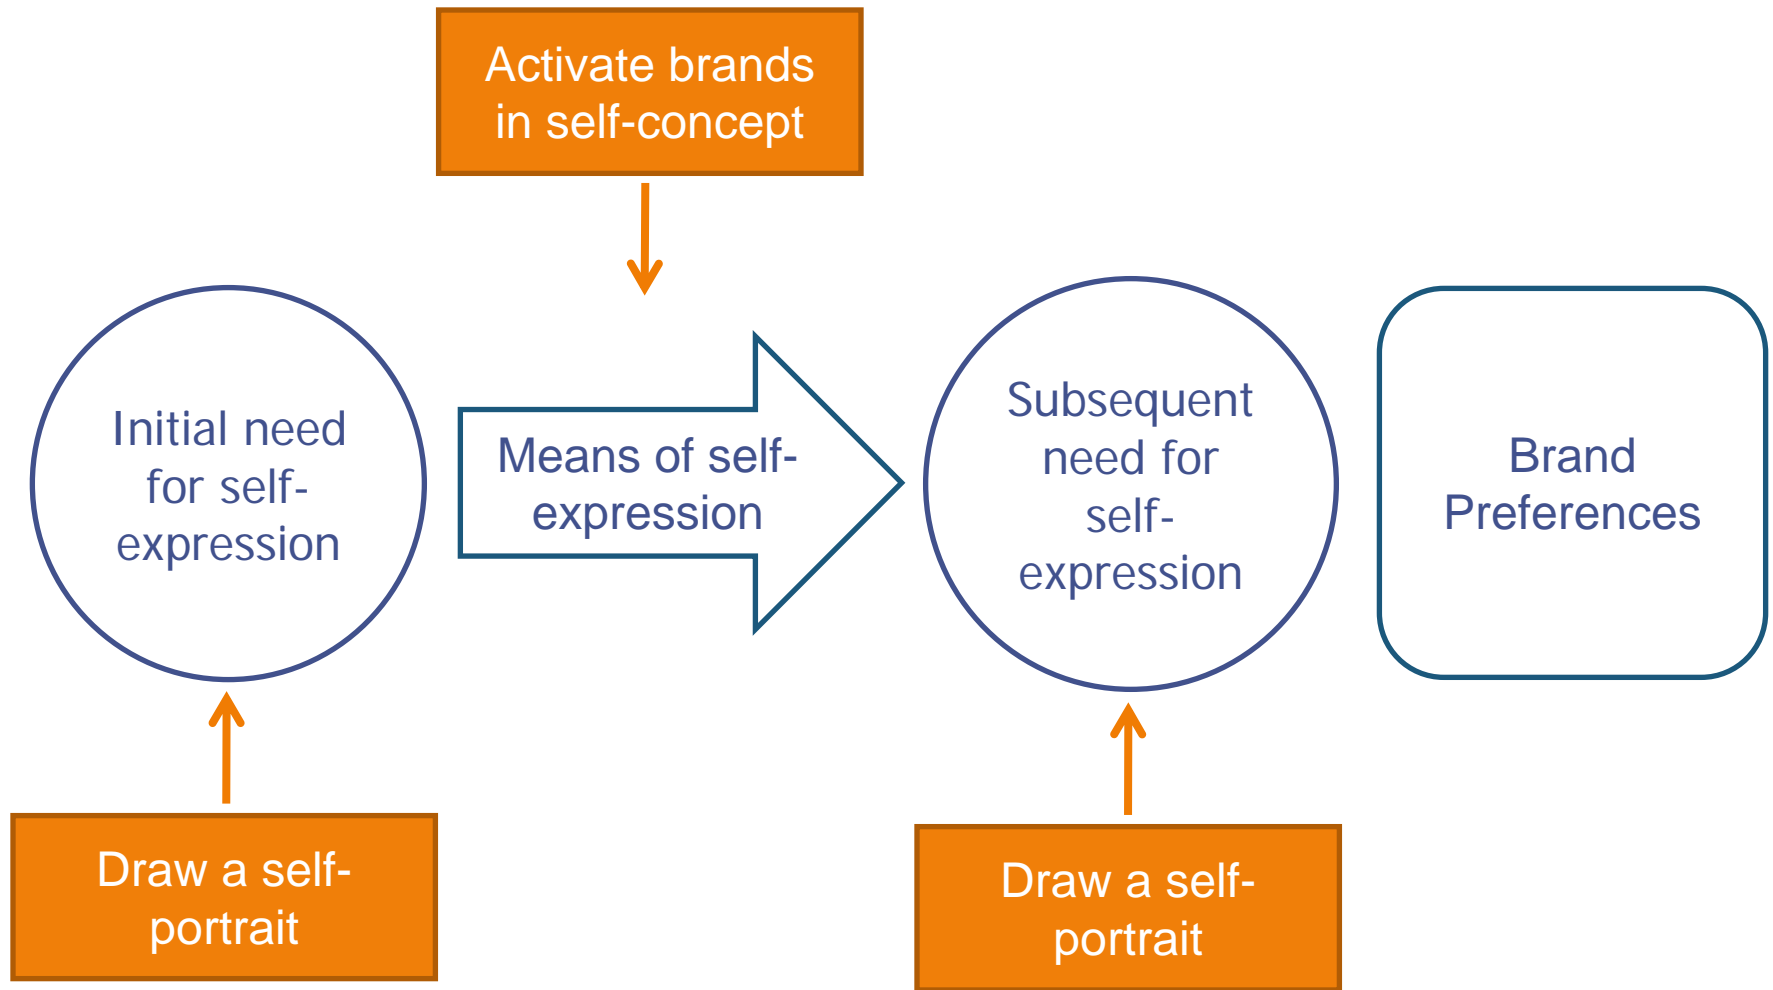 Activate brands
in self-concept
Initial need
for self-
expression
Means of self-
expression
Subsequent
need for
self-
expression
Brand
Preferences
Draw a self-
portrait
Draw a self-
portrait